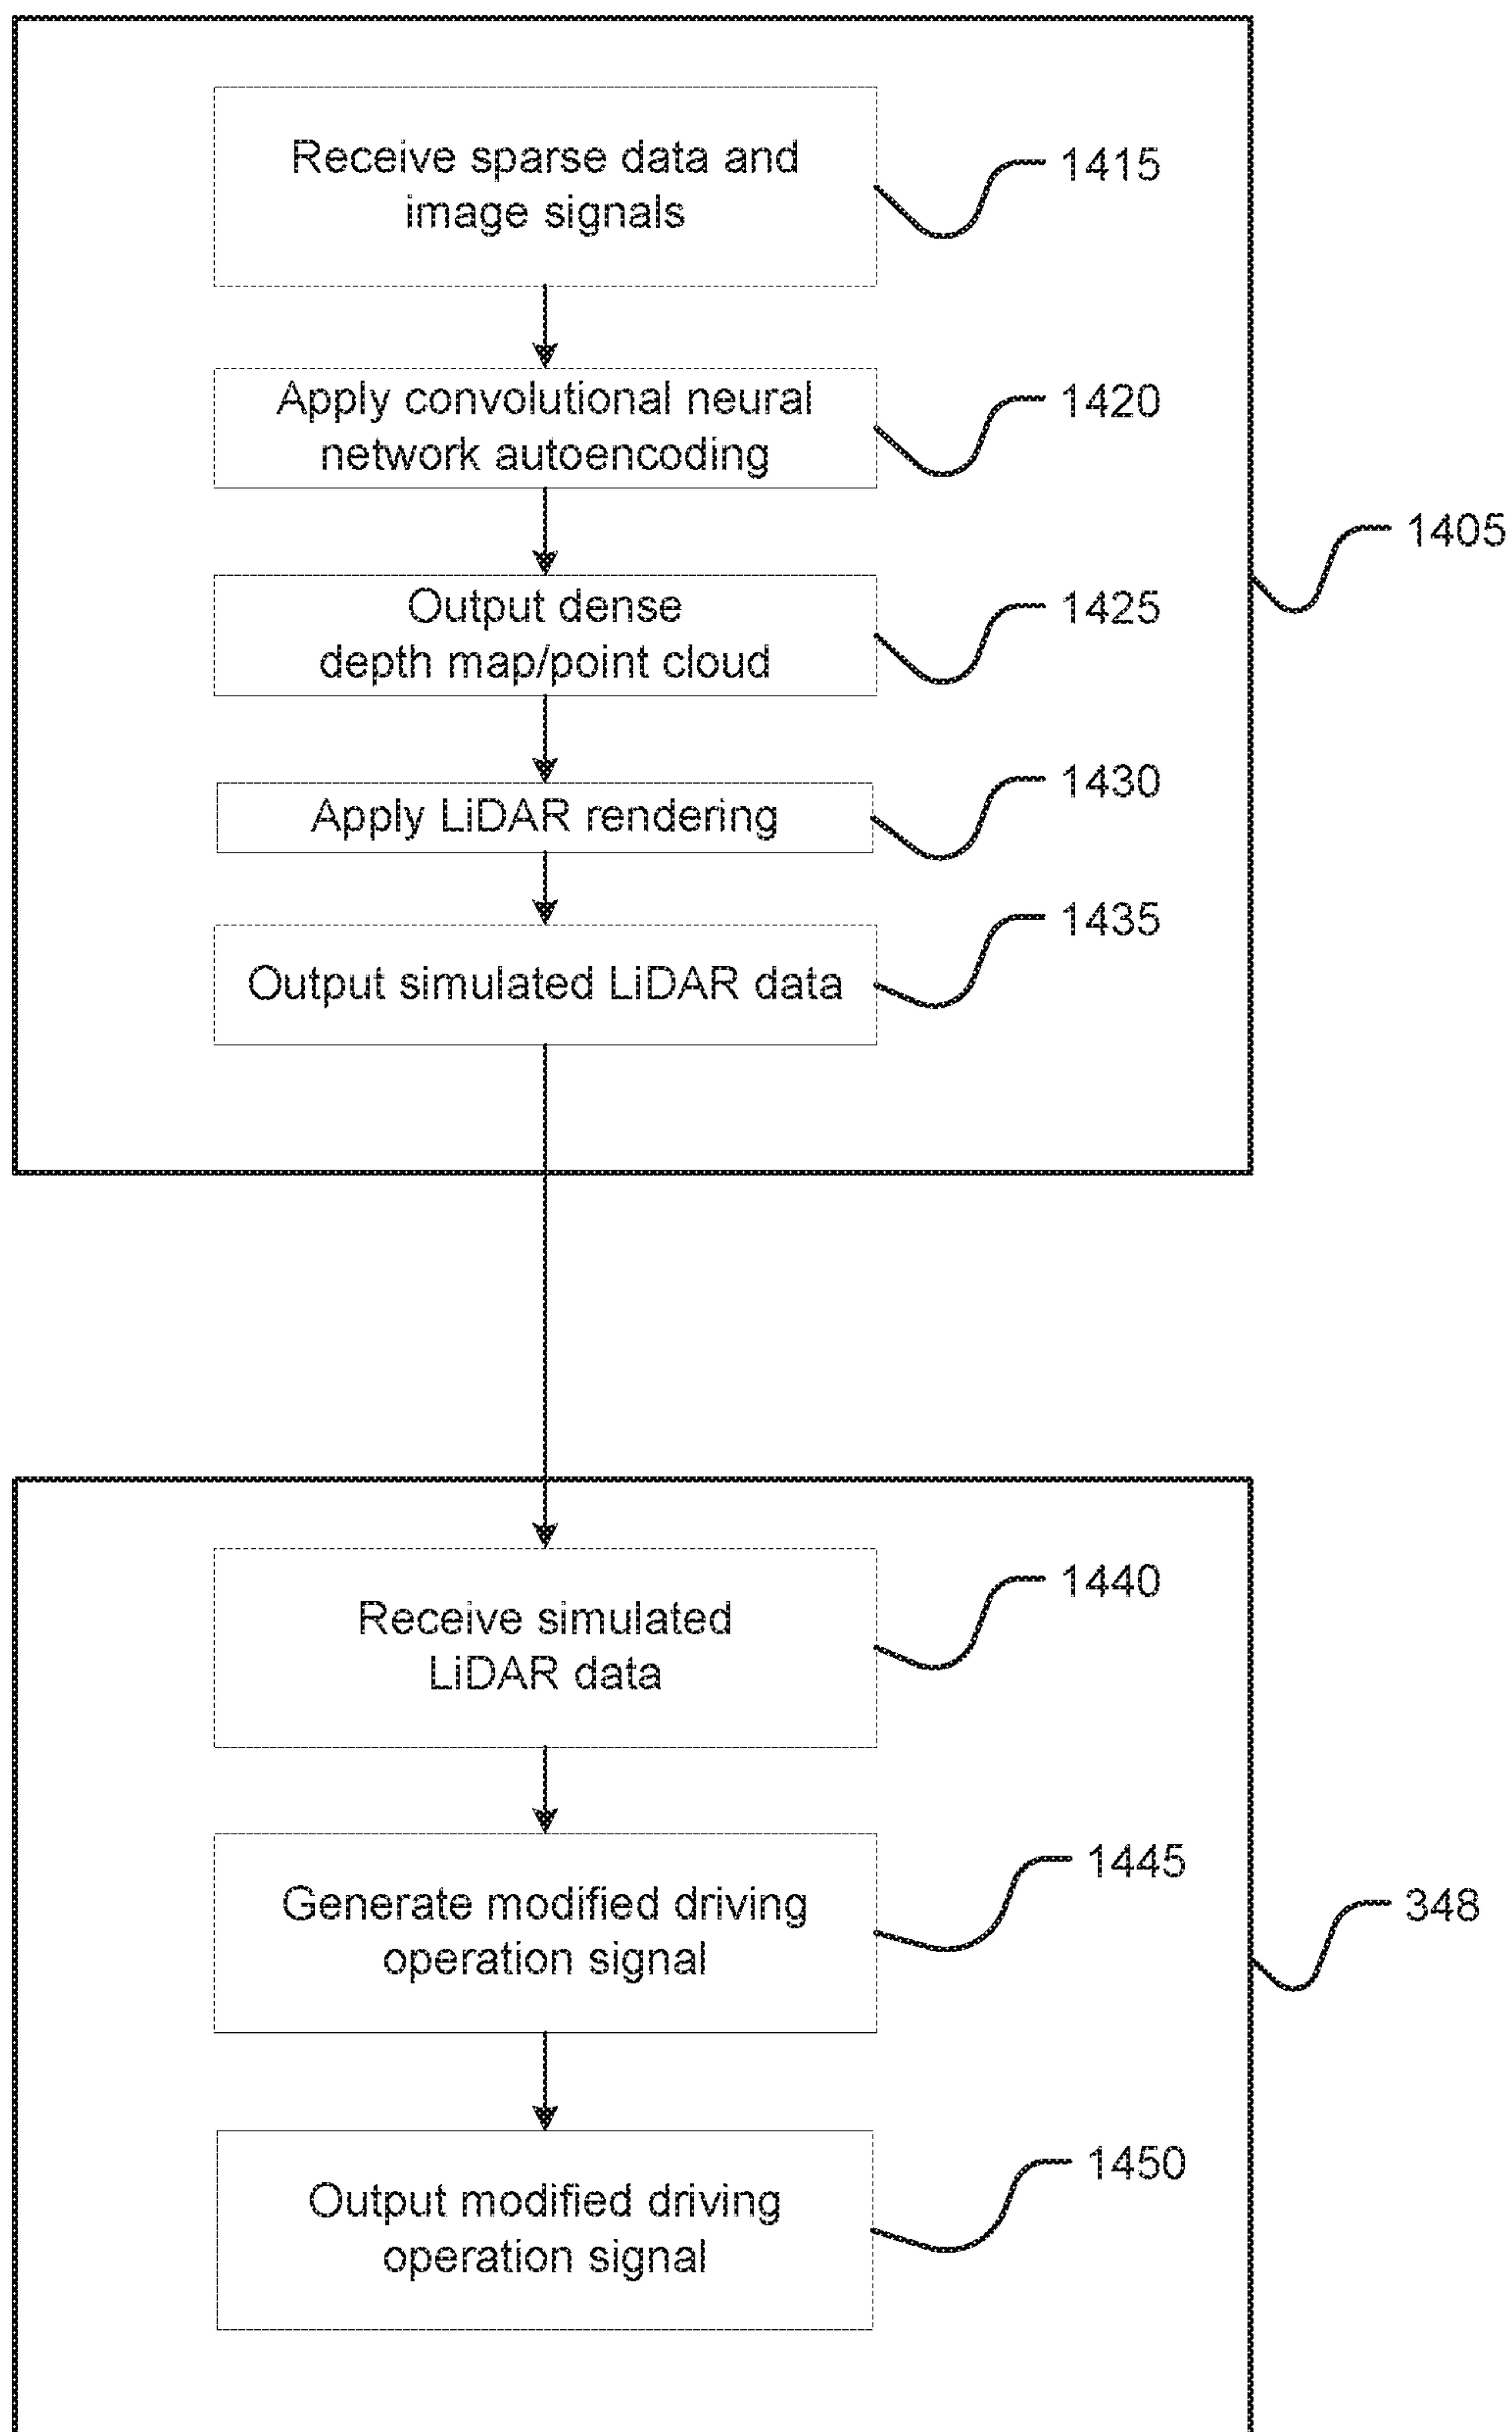 Receive sparse data and
image signals
1415
Apply convolutional neural
network autoencoding
1420
1405
Output dense
depth map/point cloud
1425
Apply LiDAR rendering
1430
Output simulated LiDAR data
1435
Receive simulated
LiDAR data
1440
Generate modified driving
operation signal
1445
348
Output modified driving
operation signal
1450